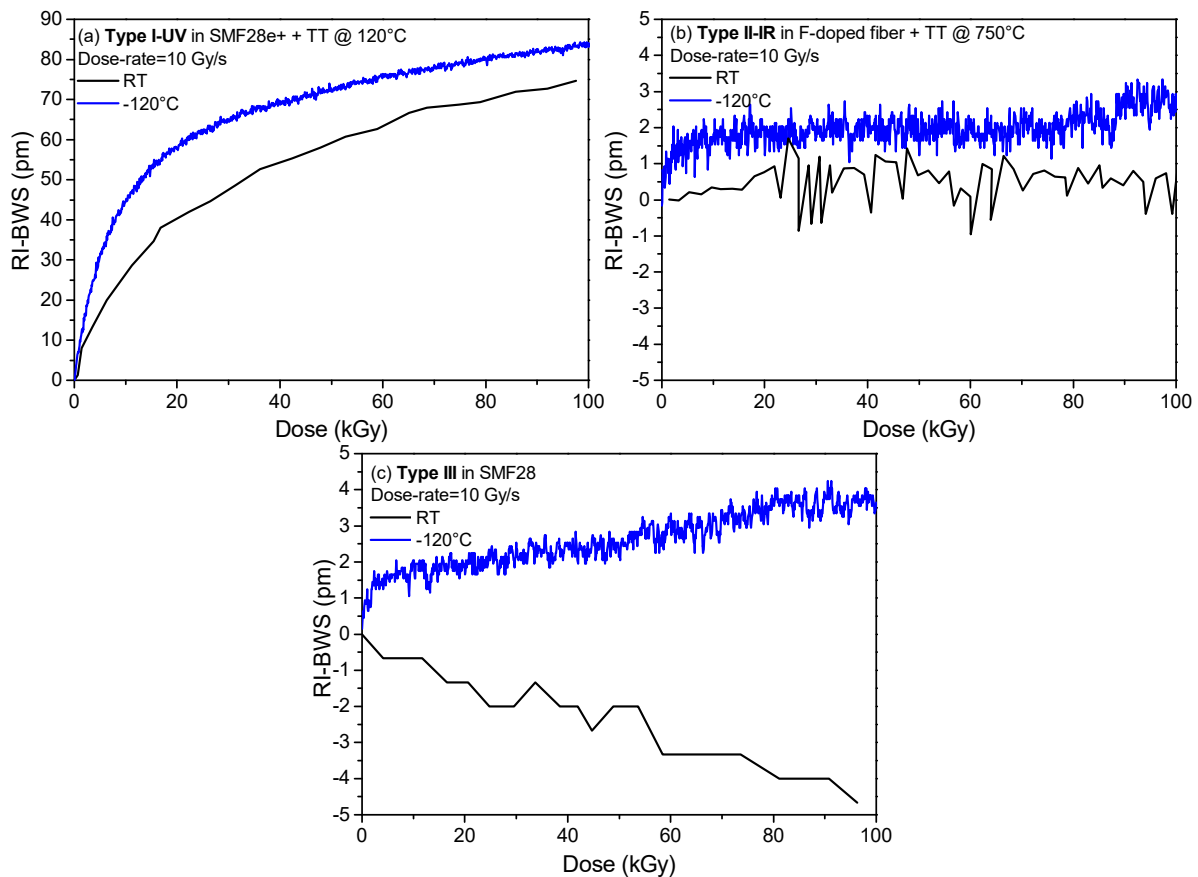 (a) Type I-UV in SMF28e+ + TT @ 120°C
Dose-rate=10 Gy/s
RT
-120°C
90
80
70
60
50
40
30
20
10
0
RI-BWS (pm)
0 20 40 60 80 100
Dose (kGy)
(b) Type II-IR in F-doped fiber + TT @ 750°C
Dose-rate=10 Gy/s
RT
-120°C
5
4
3
2
1
0
-1
-2
-3
-4
-5
RI-BWS (pm)
0 20 40 60 80 100
Dose (kGy)
(c) Type III in SMF28
Dose-rate=10 Gy/s
RT
-120°C
5
4
3
2
1
0
-1
-2
-3
-4
-5
RI-BWS (pm)
0 20 40 60 80 100
Dose (kGy)